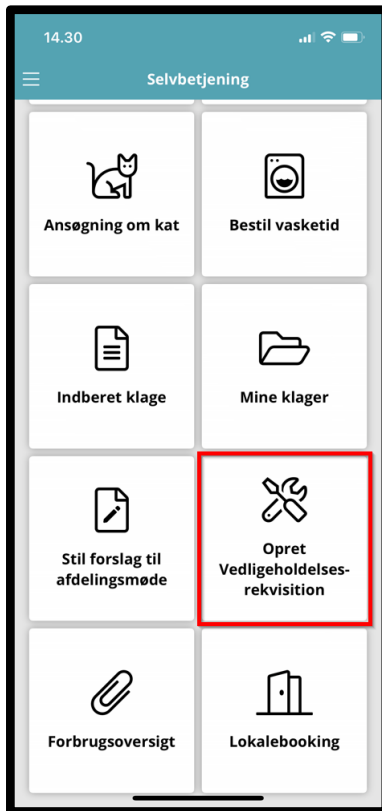 14.30
Selvbetjening
Ansøgning om kat
Bestil vasketid
Indberet klage
Mine klager
Stil forslag til
afdelingsmøde
Opret
Vedligeholdelses-
rekvisition
Forbrugsoversigt
Lokalebooking